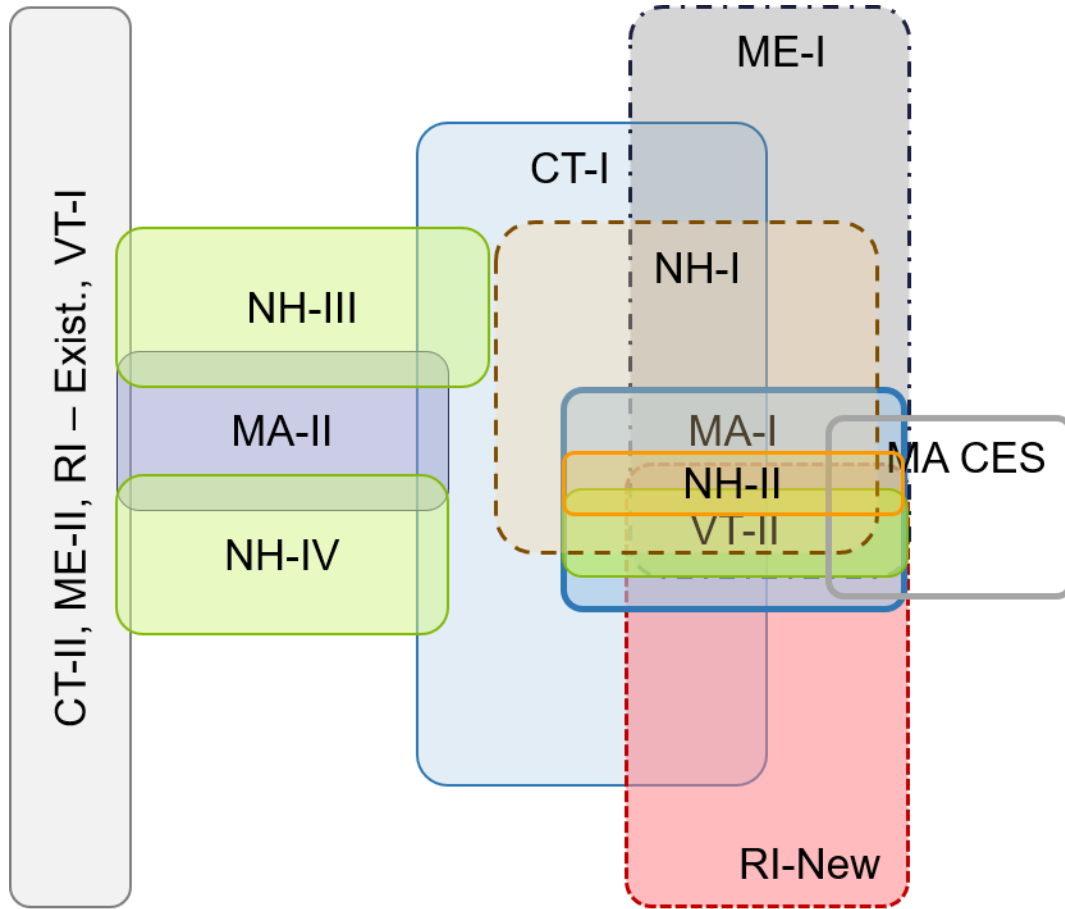 CT-II, ME-II, RI – Exist., VT-I
ME-I
CT-I
NH-I
NH-III
MA-II
MA-I
MA CES
NH-II
VT-II
NH-IV
RI-New